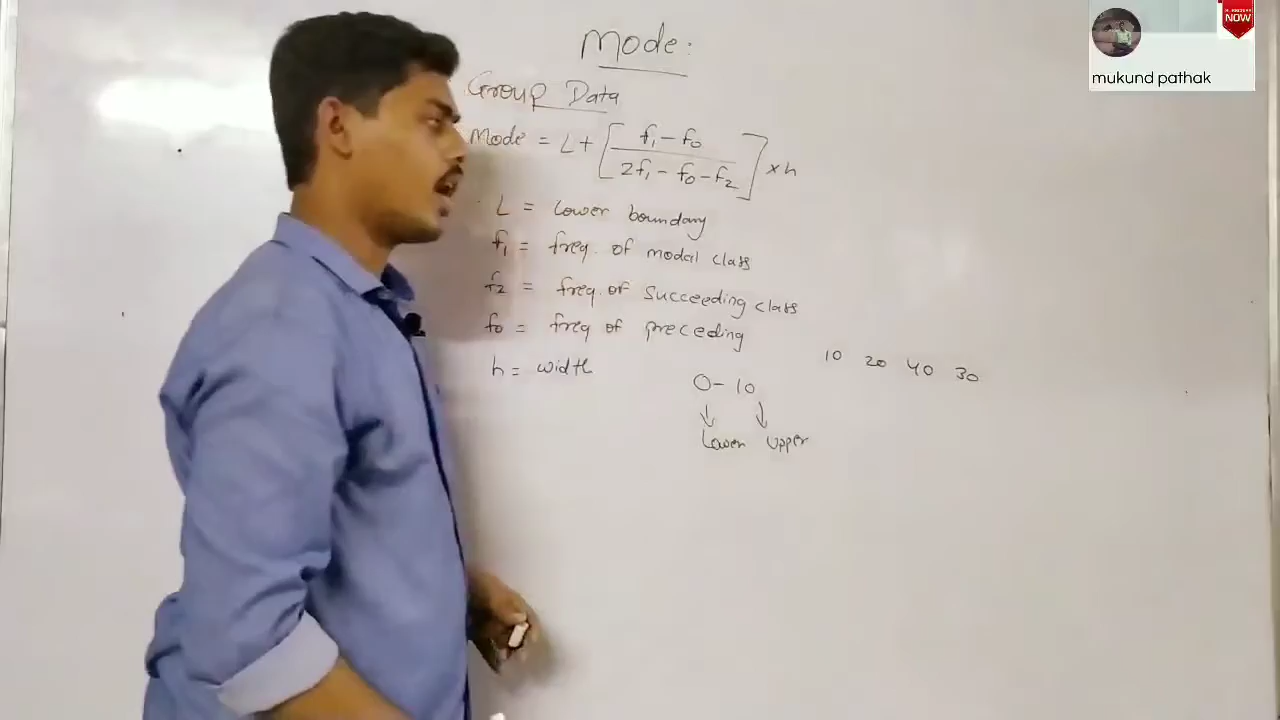 mukund pathak
NOW
Mode:
Group Data
Mode = L + [ f₁ - f₀ / 2f₁ - f₀ - f₂ ] × h
L = lower boundary
f₁ = freq. of modal class
f₂ = freq. of succeeding class
f₀ = freq of preceding
h = width
10 20 40 30
0 - 10
↓ ↓
Lower Upper